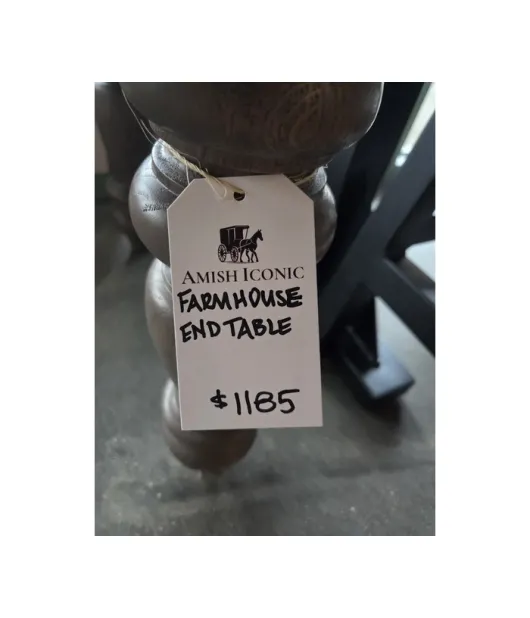 AMISH ICONIC
FARMHOUSE
END TABLE
$1185